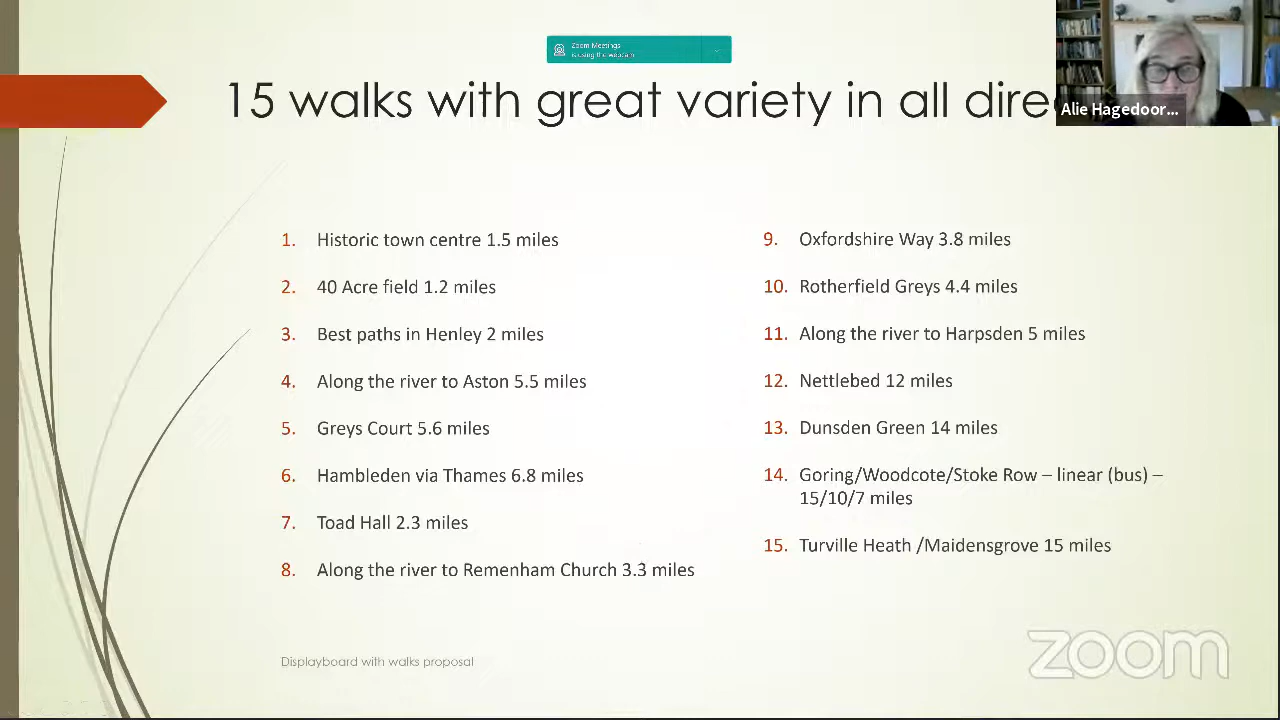 Zoom Meetings
is using the webcam
15 walks with great variety in all dire
Alie Hagedoor...
1. Historic town centre 1.5 miles
2. 40 Acre field 1.2 miles
3. Best paths in Henley 2 miles
4. Along the river to Aston 5.5 miles
5. Greys Court 5.6 miles
6. Hambleden via Thames 6.8 miles
7. Toad Hall 2.3 miles
8. Along the river to Remenham Church 3.3 miles
9. Oxfordshire Way 3.8 miles
10. Rotherfield Greys 4.4 miles
11. Along the river to Harpsden 5 miles
12. Nettlebed 12 miles
13. Dunsden Green 14 miles
14. Goring/Woodcote/Stoke Row – linear (bus) –
15/10/7 miles
15. Turville Heath /Maidensgrove 15 miles
Displayboard with walks proposal
zoom